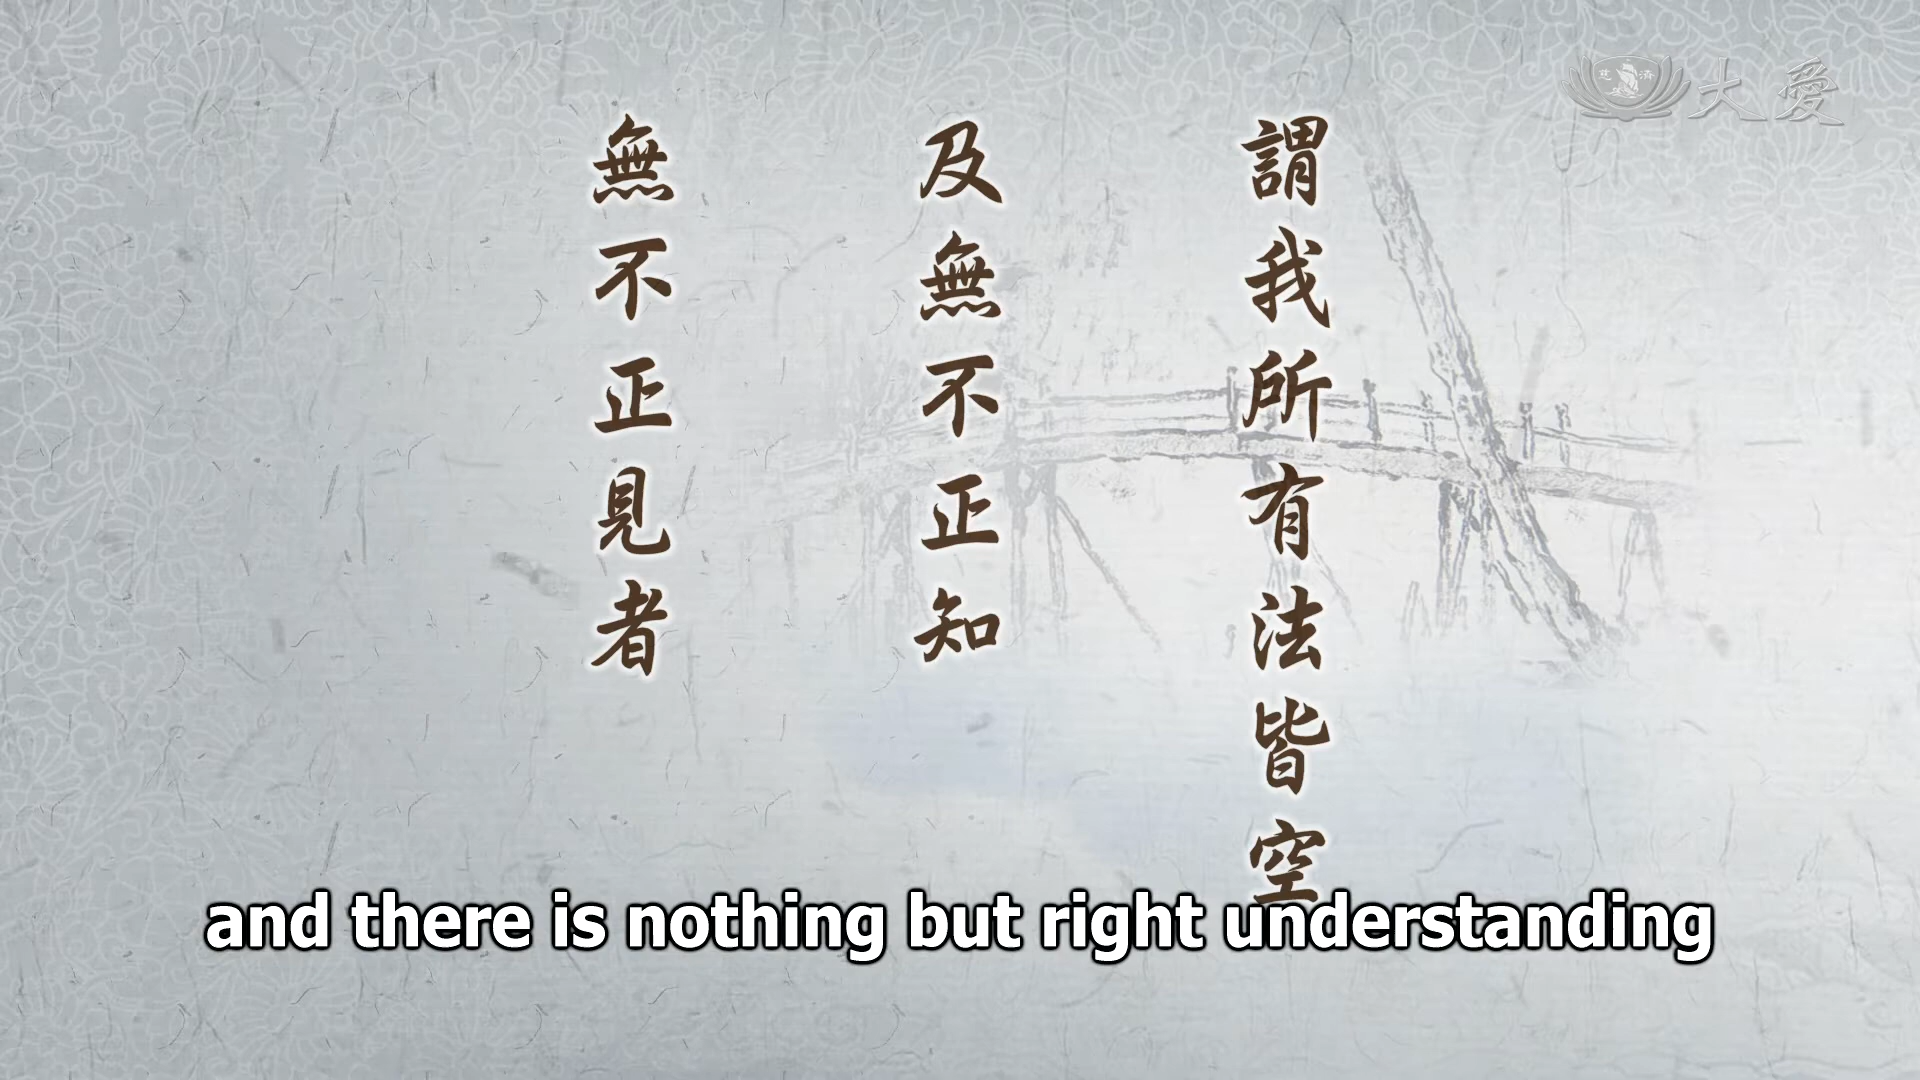 大愛
謂我所有法皆空
及無不正知
無不正見者
and there is nothing but right understanding